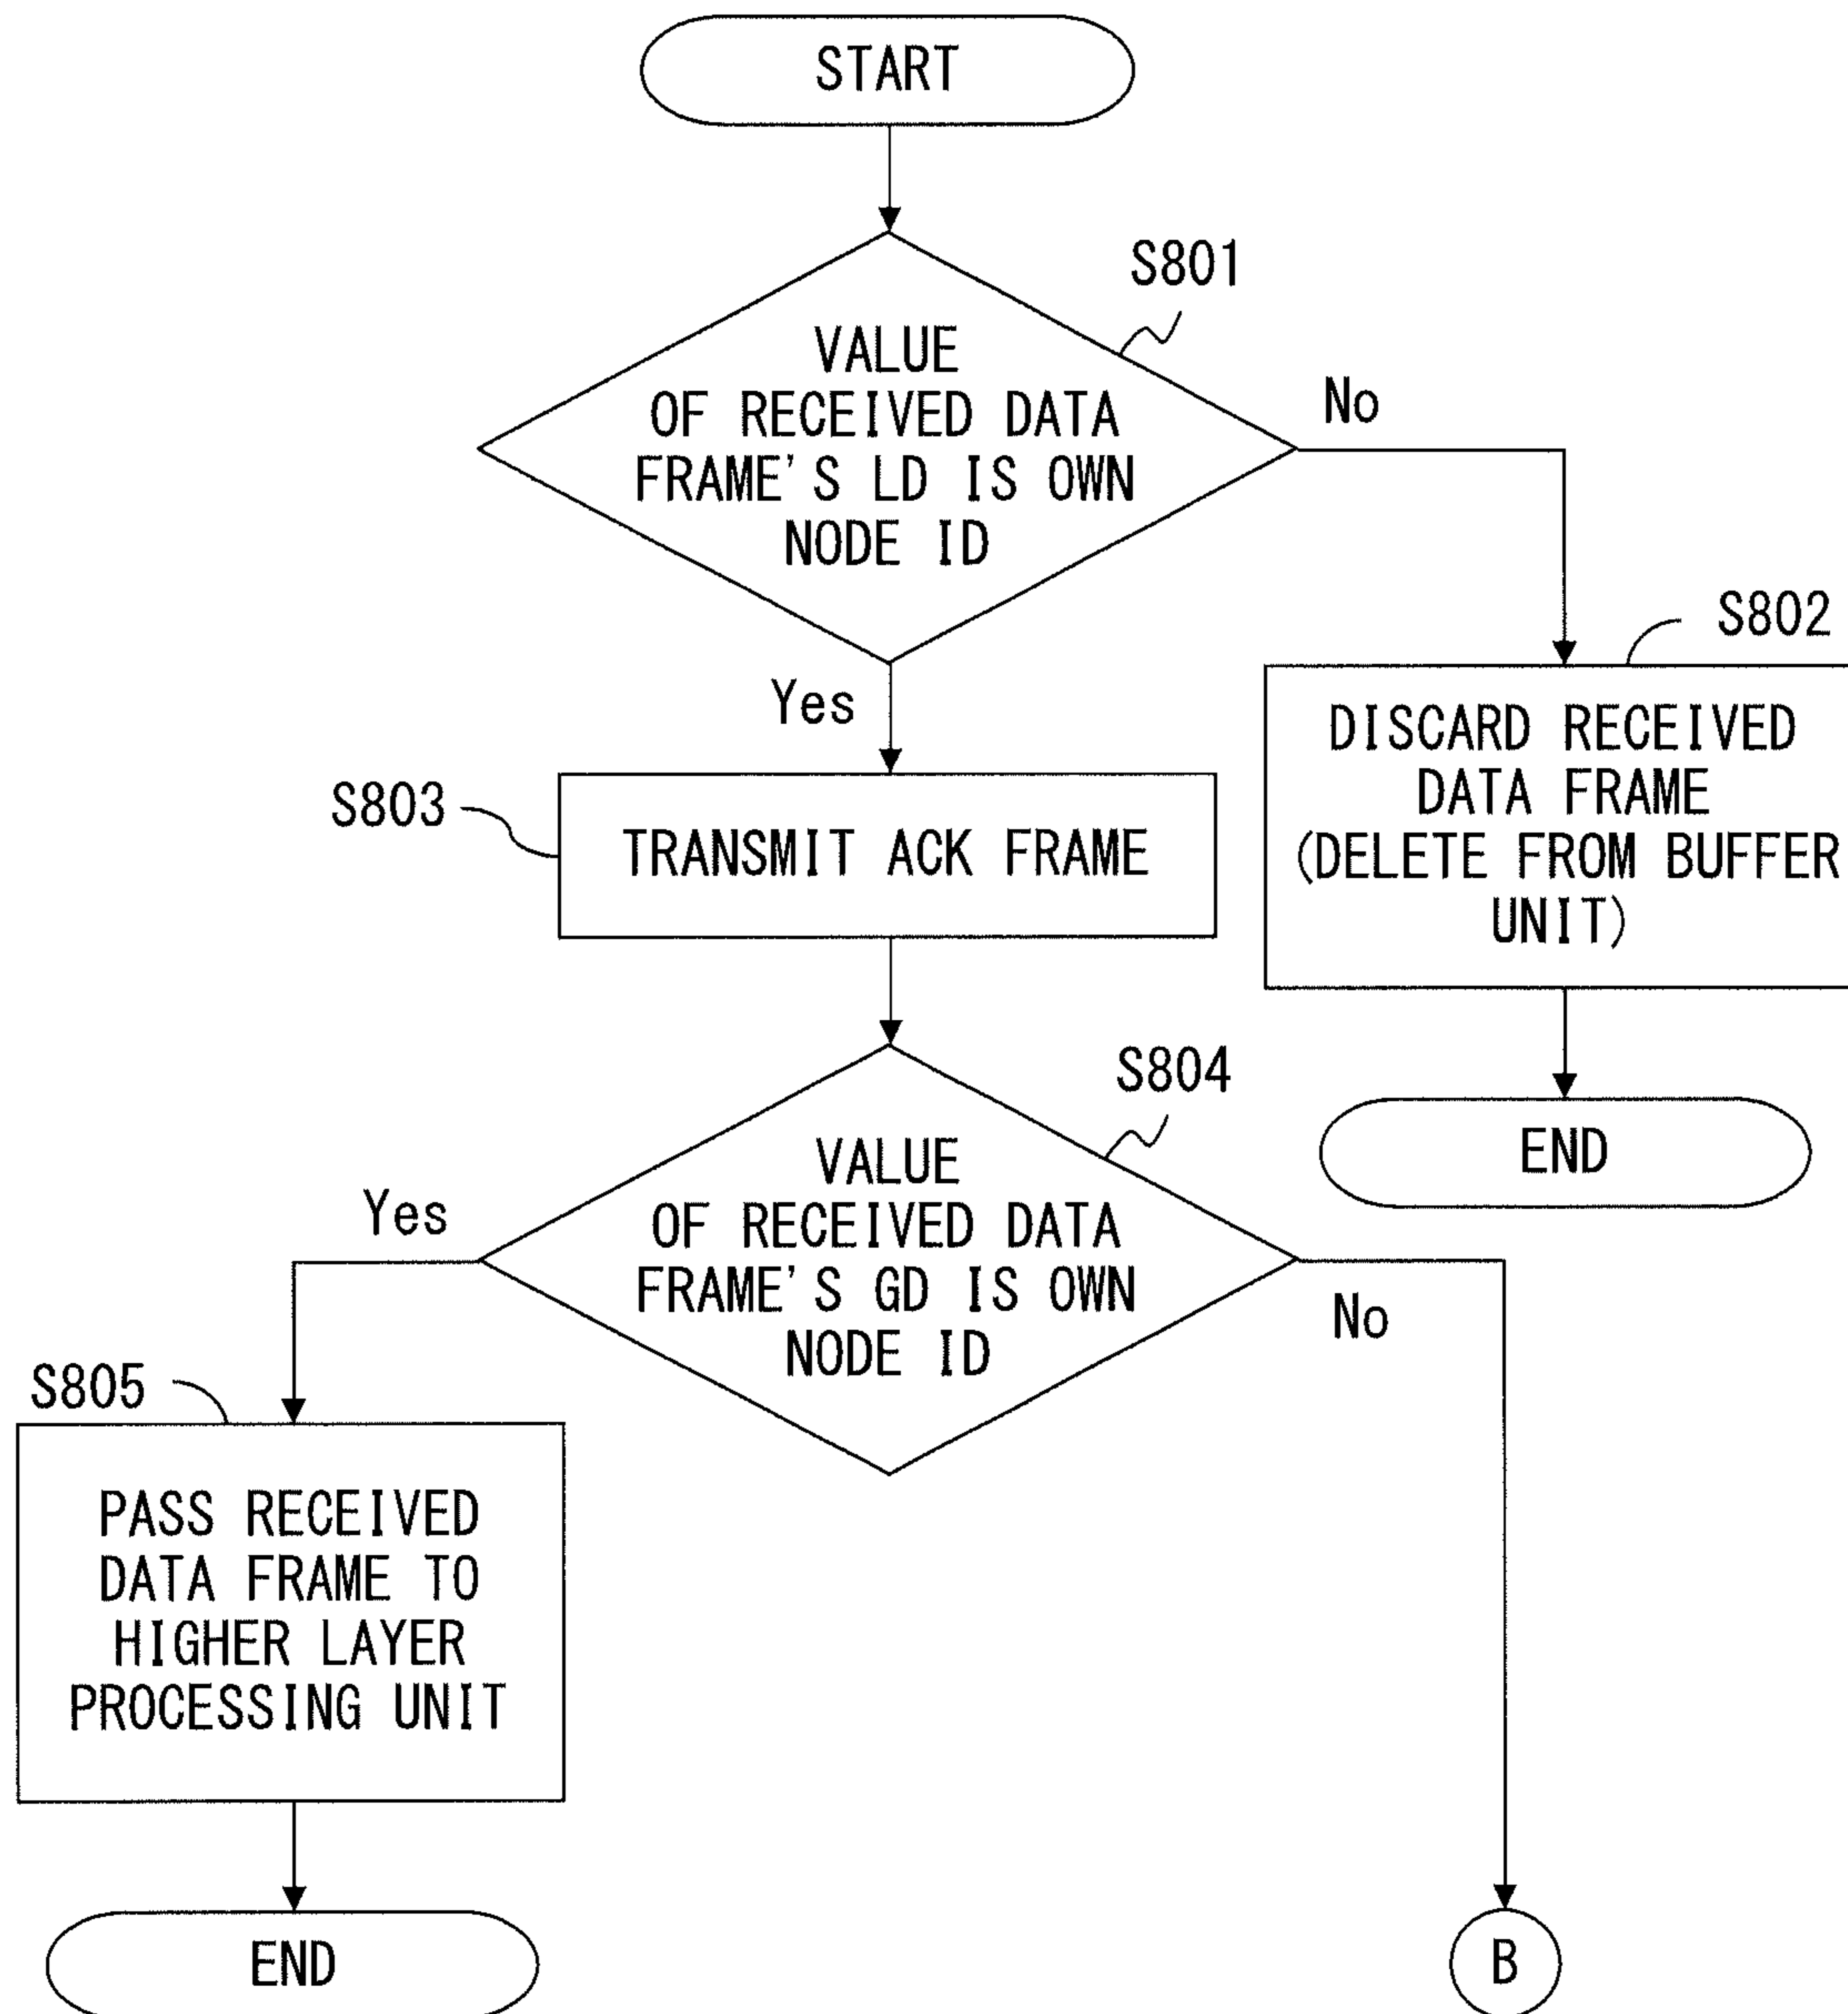 START
S801
VALUE
OF RECEIVED DATA
FRAME'S LD IS OWN
NODE ID
No
Yes
S802
DISCARD RECEIVED
DATA FRAME
(DELETE FROM BUFFER
UNIT)
END
S803
TRANSMIT ACK FRAME
S804
VALUE
OF RECEIVED DATA
FRAME'S GD IS OWN
NODE ID
Yes
No
S805
PASS RECEIVED
DATA FRAME TO
HIGHER LAYER
PROCESSING UNIT
END
B